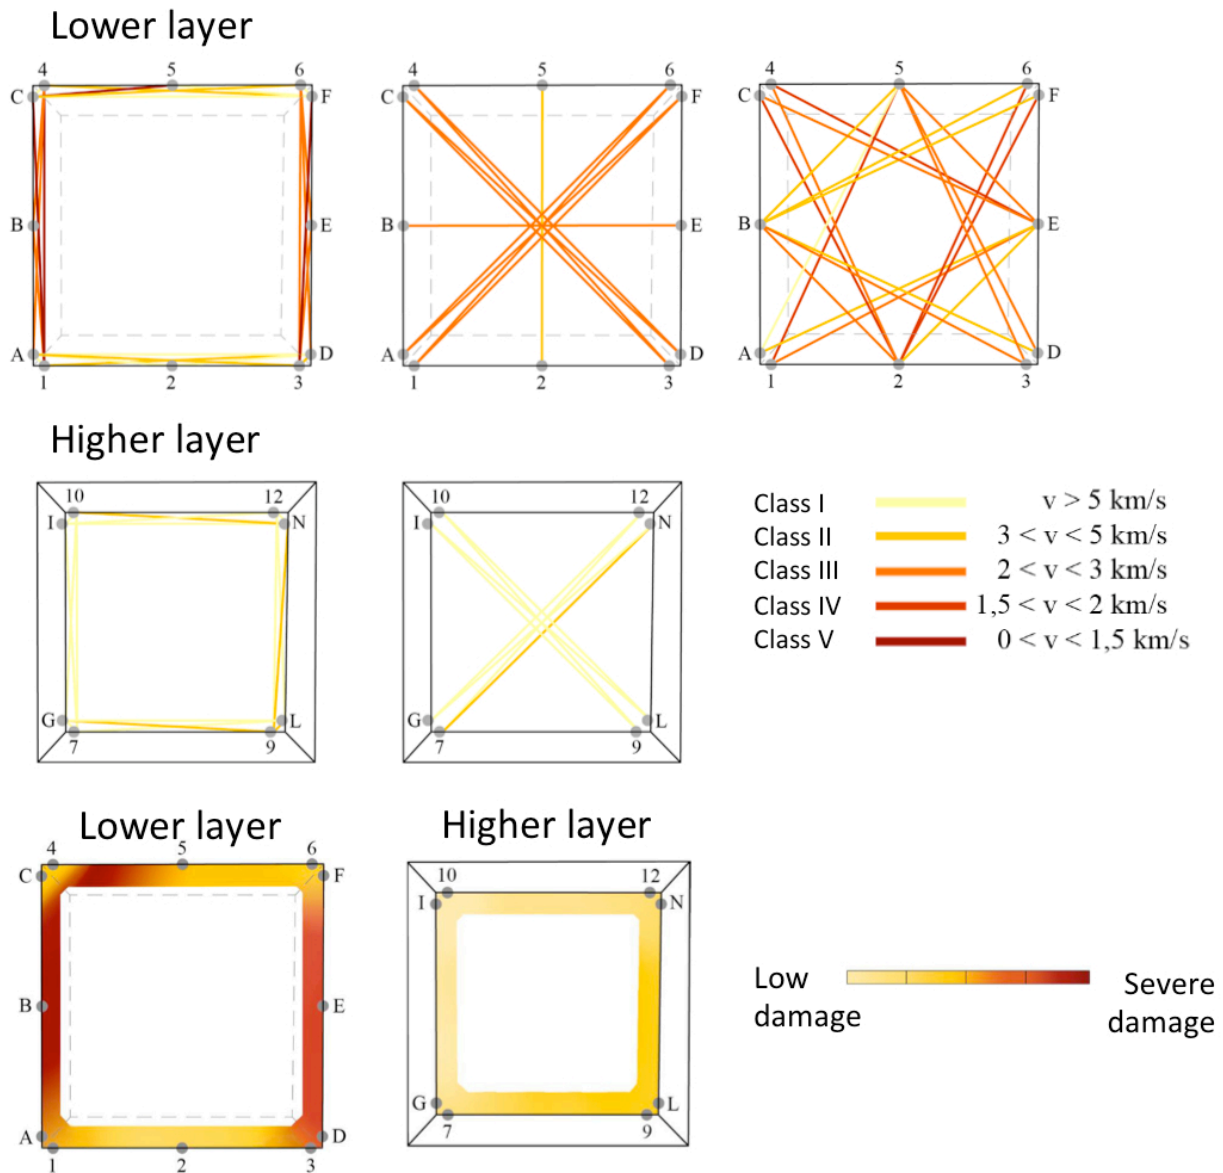 Lower layer
4 5 6
C F
B E
A D
1 2 3
4 5 6
C F
B E
A D
1 2 3
4 5 6
C F
B E
A D
1 2 3
Higher layer
10 12
I N
G L
7 9
10 12
I N
G L
7 9
Class I v > 5 km/s
Class II 3 < v < 5 km/s
Class III 2 < v < 3 km/s
Class IV 1,5 < v < 2 km/s
Class V 0 < v < 1,5 km/s
Lower layer
4 5 6
C F
B E
A D
1 2 3
Higher layer
10 12
I N
G L
7 9
Low
damage
Severe
damage